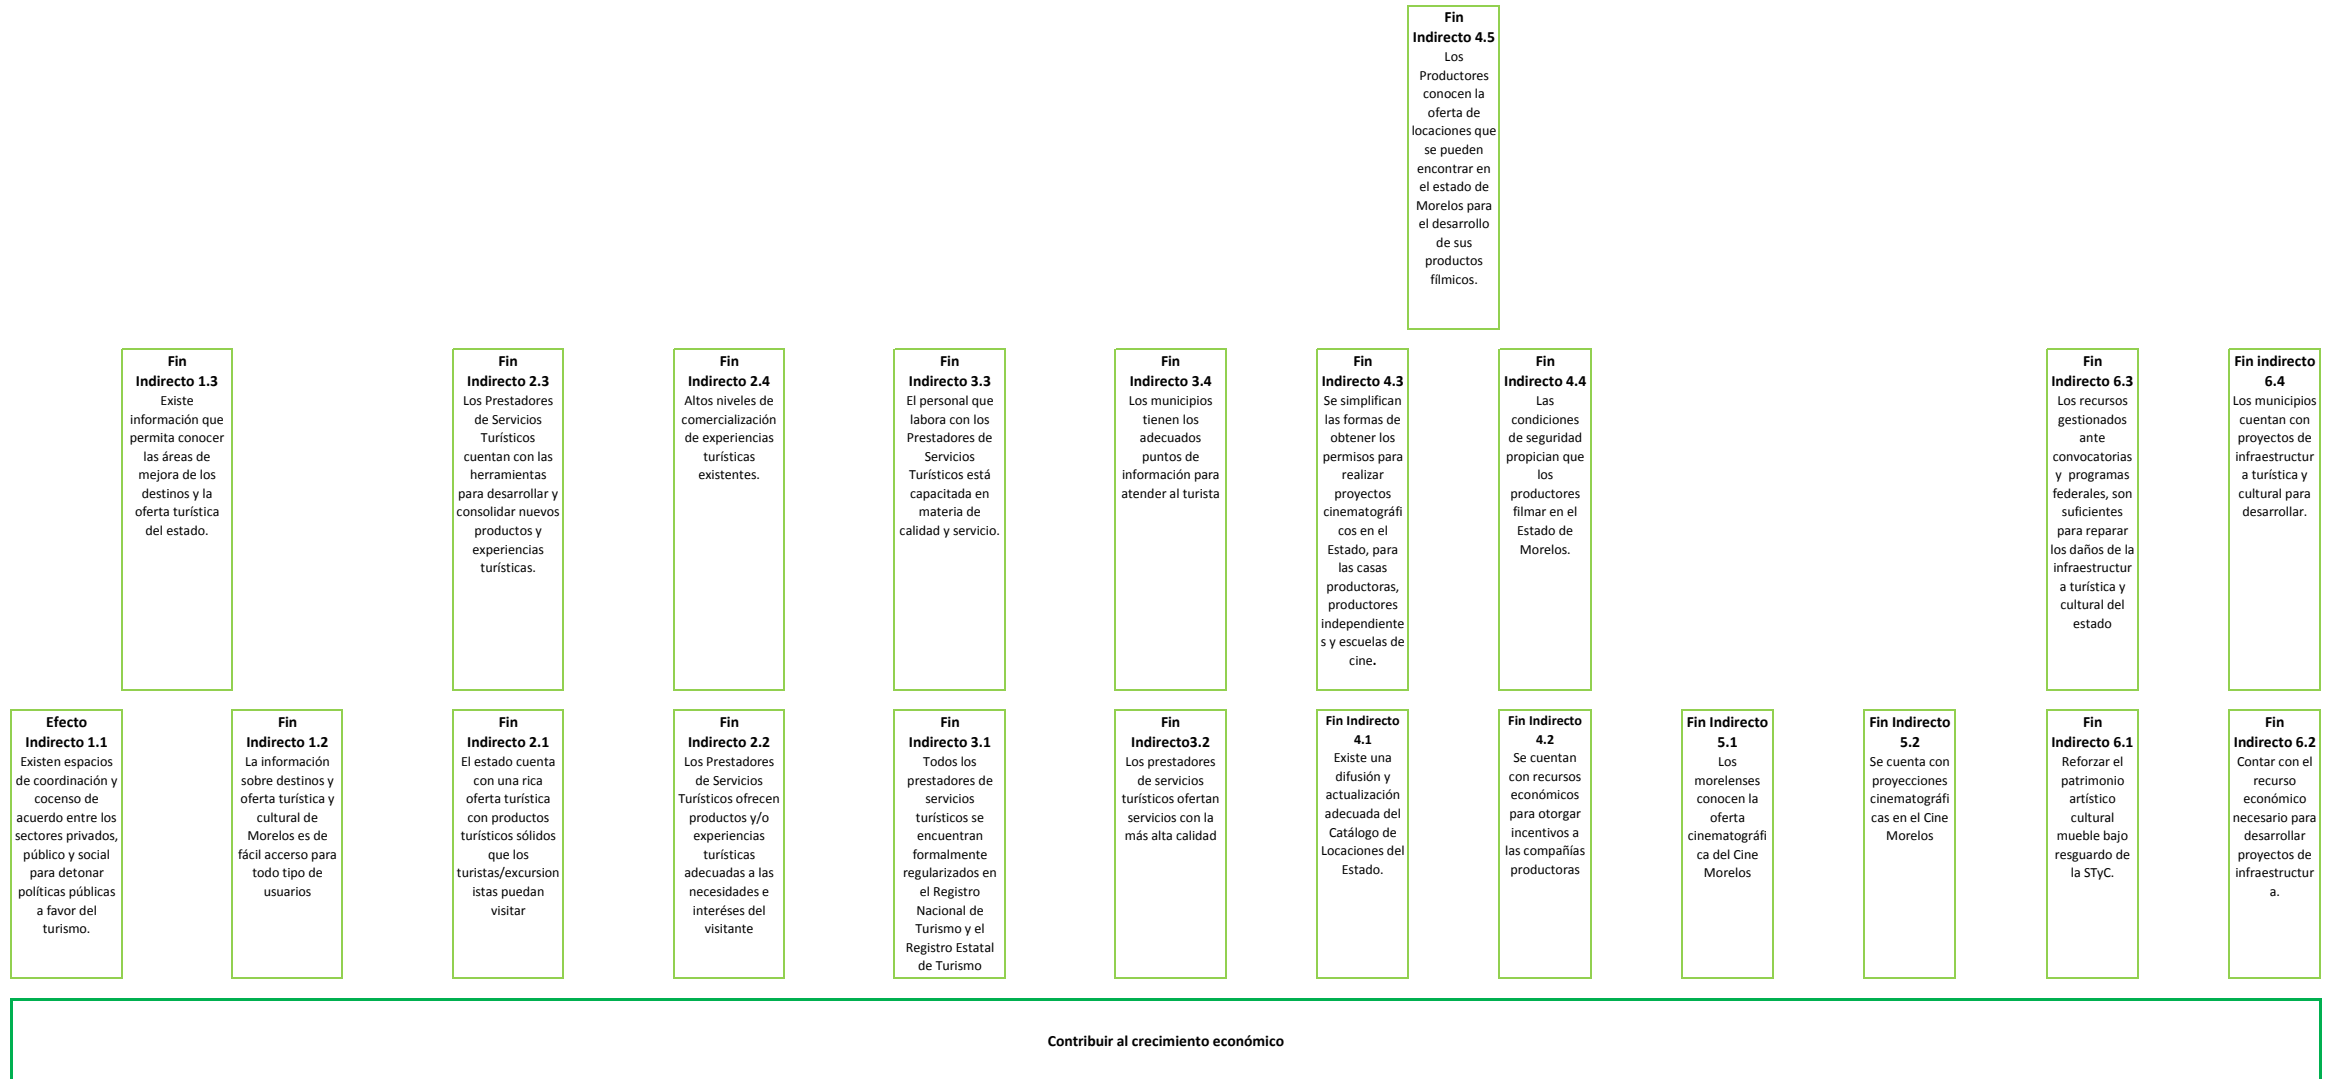 Fin
Indirecto 4.5
Los
Productores
conocen la
oferta de
locaciones que
se pueden
encontrar en
el estado de
Morelos para
el desarrollo
de sus
productos
fílmicos.
Fin
Indirecto 1.3
Existe
información que
permita conocer
las áreas de
mejora de los
destinos y la
oferta turística
del estado.
Fin
Indirecto 2.3
Los Prestadores
de Servicios
Turísticos
cuentan con las
herramientas
para desarrollar y
consolidar nuevos
productos y
experiencias
turísticas.
Fin
Indirecto 2.4
Altos niveles de
comercialización
de experiencias
turísticas
existentes.
Fin
Indirecto 3.3
El personal que
labora con los
Prestadores de
Servicios
Turísticos está
capacitada en
materia de
calidad y servicio.
Fin
Indirecto 3.4
Los municipios
tienen los
adecuados
puntos de
información para
atender al turista
Fin
Indirecto 4.3
Se simplifican
las formas de
obtener los
permisos para
realizar
proyectos
cinematográfi
cos en el
Estado, para
las casas
productoras,
productores
independiente
s y escuelas de
cine.
Fin
Indirecto 4.4
Las
condiciones
de seguridad
propician que
los
productores
filmar en el
Estado de
Morelos.
Fin
Indirecto 6.3
Los recursos
gestionados
ante
convocatorias
y programas
federales, son
suficientes
para reparar
los daños de la
infraestructur
a turística y
cultural del
estado
Fin indirecto
6.4
Los municipios
cuentan con
proyectos de
infraestructur
a turística y
cultural para
desarrollar.
Efecto
Indirecto 1.1
Existen espacios
de coordinación y
cocenso de
acuerdo entre los
sectores privados,
público y social
para detonar
políticas públicas
a favor del
turismo.
Fin
Indirecto 1.2
La información
sobre destinos y
oferta turística y
cultural de
Morelos es de
fácil accerso para
todo tipo de
usuarios
Fin
Indirecto 2.1
El estado cuenta
con una rica
oferta turística
con productos
turísticos sólidos
que los
turistas/excursion
istas puedan
visitar
Fin
Indirecto 2.2
Los Prestadores
de Servicios
Turísticos ofrecen
productos y/o
experiencias
turísticas
adecuadas a las
necesidades e
interéses del
visitante
Fin
Indirecto 3.1
Todos los
prestadores de
servicios
turísticos se
encuentran
formalmente
regularizados en
el Registro
Nacional de
Turismo y el
Registro Estatal
de Turismo
Fin
Indirecto3.2
Los prestadores
de servicios
turísticos ofertan
servicios con la
más alta calidad
Fin Indirecto
4.1
Existe una
difusión y
actualización
adecuada del
Catálogo de
Locaciones del
Estado.
Fin Indirecto
4.2
Se cuentan
con recursos
económicos
para otorgar
incentivos a
las compañías
productoras
Fin Indirecto
5.1
Los
morelenses
conocen la
oferta
cinematográfi
ca del Cine
Morelos
Fin Indirecto
5.2
Se cuenta con
proyecciones
cinematográfi
cas en el Cine
Morelos
Fin
Indirecto 6.1
Reforzar el
patrimonio
artístico
cultural
mueble bajo
resguardo de
la STyC.
Fin
Indirecto 6.2
Contar con el
recurso
económico
necesario para
desarrollar
proyectos de
infraestructur
a.
Contribuir al crecimiento económico